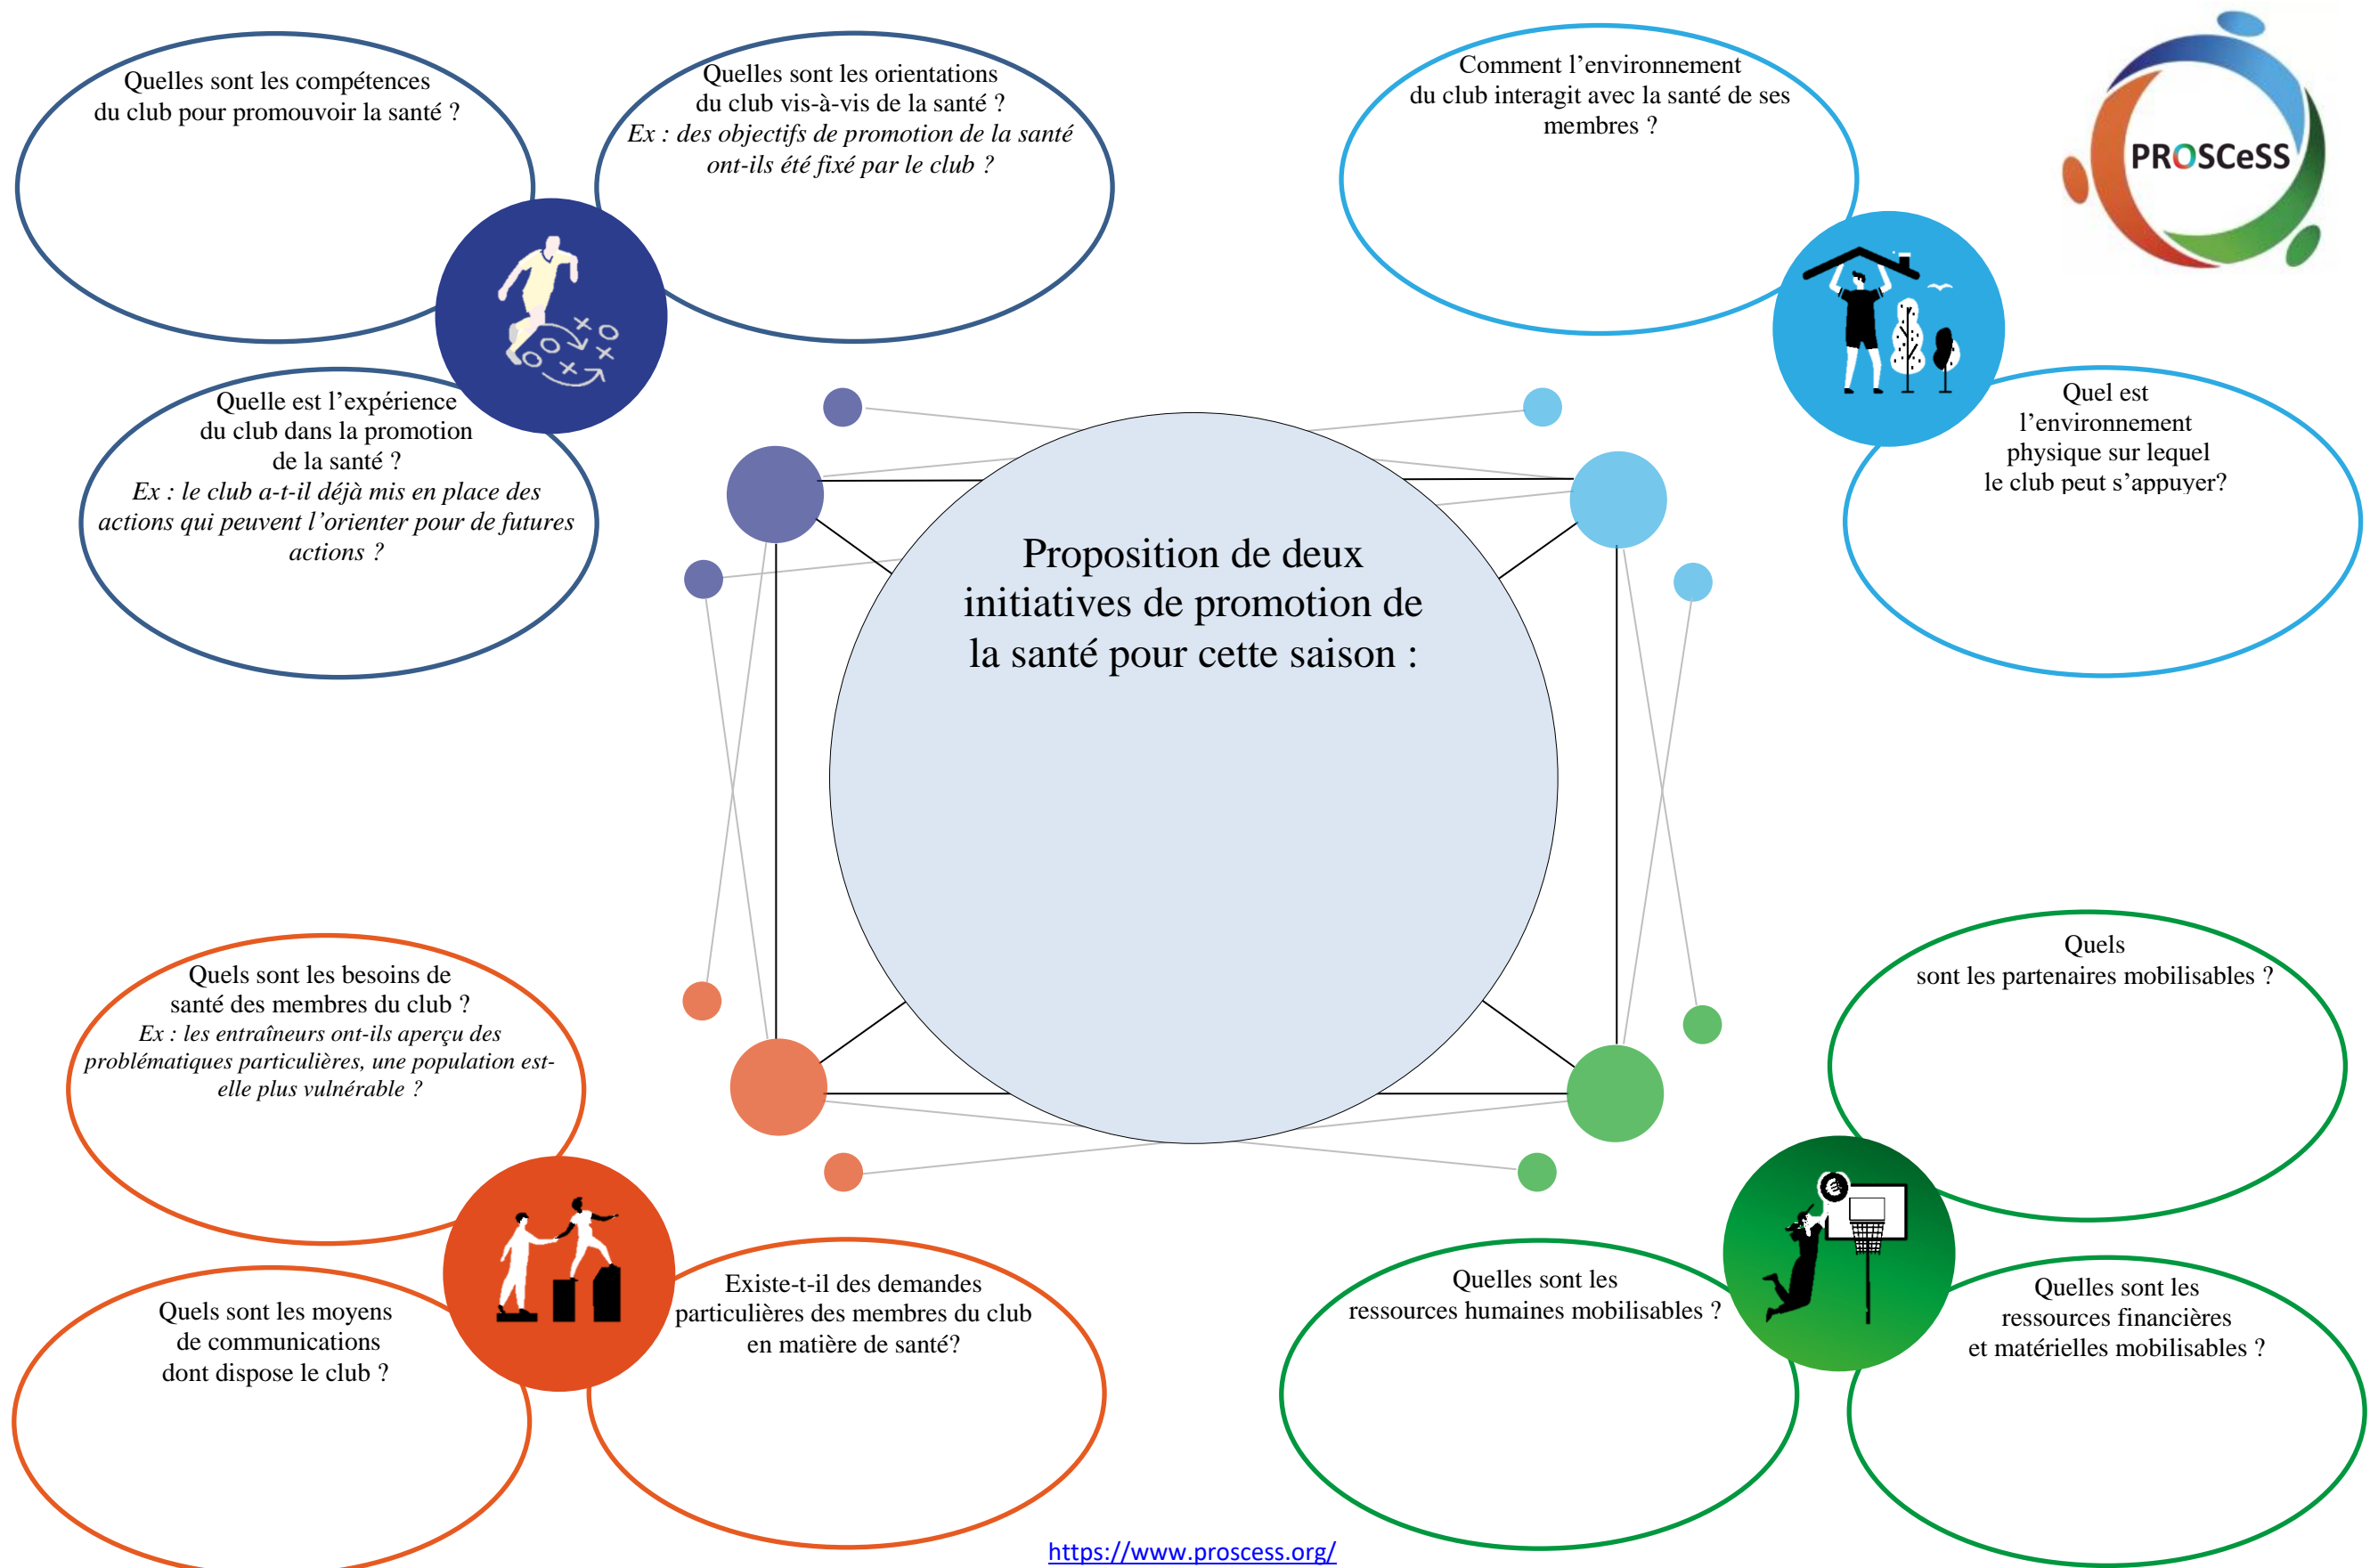 Quelles sont les compétences
du club pour promouvoir la santé ?
Quelles sont les orientations
du club vis-à-vis de la santé ?
Ex : des objectifs de promotion de la santé
ont-ils été fixé par le club ?
Comment l’environnement
du club interagit avec la santé de ses
membres ?
PROSCeSS
Quelle est l’expérience
du club dans la promotion
de la santé ?
Ex : le club a-t-il déjà mis en place des
actions qui peuvent l’orienter pour de futures
actions ?
Quel est
l’environnement
physique sur lequel
le club peut s’appuyer?
Proposition de deux
initiatives de promotion de
la santé pour cette saison :
Quels sont les besoins de
santé des membres du club ?
Ex : les entraîneurs ont-ils aperçu des
problématiques particulières, une population est-
elle plus vulnérable ?
Quels
sont les partenaires mobilisables ?
Quels sont les moyens
de communications
dont dispose le club ?
Existe-t-il des demandes
particulières des membres du club
en matière de santé?
Quelles sont les
ressources humaines mobilisables ?
Quelles sont les
ressources financières
et matérielles mobilisables ?
https://www.proscess.org/